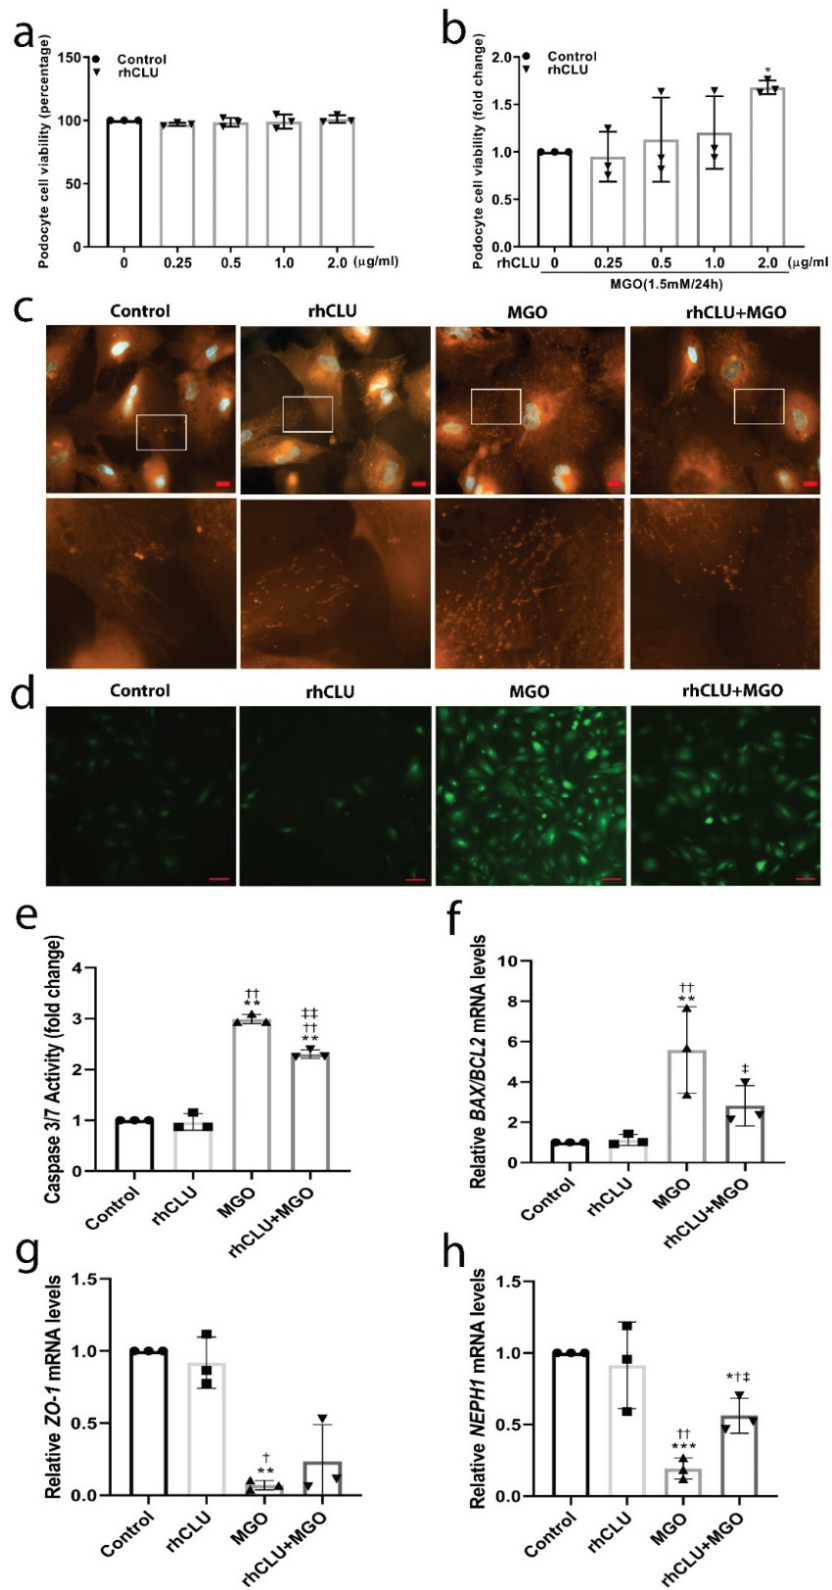 a
Podocyte cell viability (percentage)
Control
rhCLU
150
100
50
0
0 0.25 0.5 1.0 2.0 (μg/ml)
b
Podocyte cell viability (fold change)
Control
rhCLU
2.0
1.5
1.0
0.5
0.0
*
rhCLU 0 0.25 0.5 1.0 2.0 (μg/ml
MGO(1.5mM/24h)
c
Control rhCLU MGO rhCLU+MGO
d
Control rhCLU MGO rhCLU+MGO
e
Caspase 3/7 Activity (fold change)
4
3
2
1
0
††
**
‡‡
††
**
Control rhCLU MGO rhCLU+MGO
f
Relative BAX/BCL2 mRNA levels
10
8
6
4
2
0
††
**
‡
Control rhCLU MGO rhCLU+MGO
g
Relative ZO-1 mRNA levels
1.5
1.0
0.5
0.0
†
**
Control rhCLU MGO rhCLU+MGO
h
Relative NEPH1 mRNA levels
1.5
1.0
0.5
0.0
††
***
*†‡
Control rhCLU MGO rhCLU+MGO